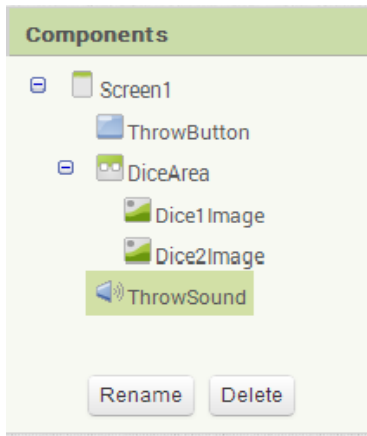 Components
Screen1
ThrowButton
DiceArea
Dice1Image
Dice2Image
ThrowSound
Rename Delete